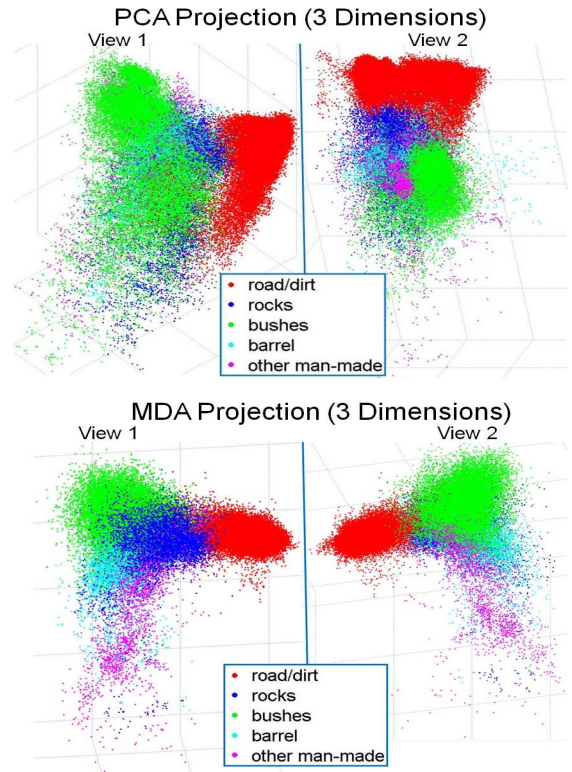 PCA Projection (3 Dimensions)
View 1
View 2
road/dirt
rocks
bushes
barrel
other man-made
MDA Projection (3 Dimensions)
View 1
View 2
road/dirt
rocks
bushes
barrel
other man-made